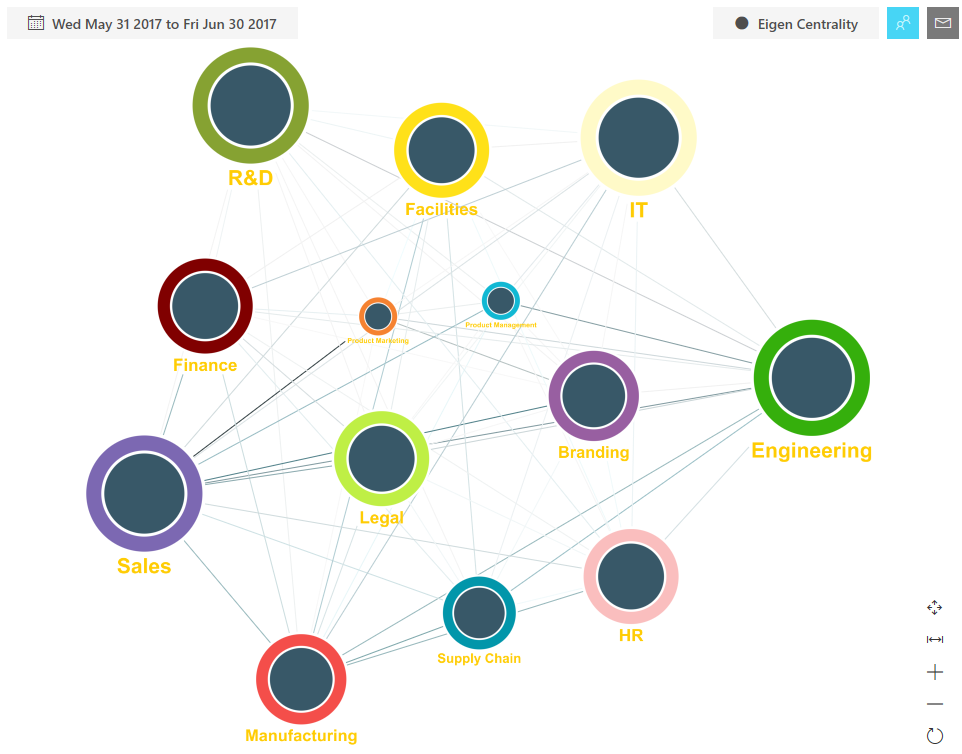 Wed May 31 2017 to Fri Jun 30 2017
Eigen Centrality
R&D
Facilities
IT
Product Management
Product Marketing
Finance
Engineering
Branding
Legal
Sales
HR
Supply Chain
Manufacturing